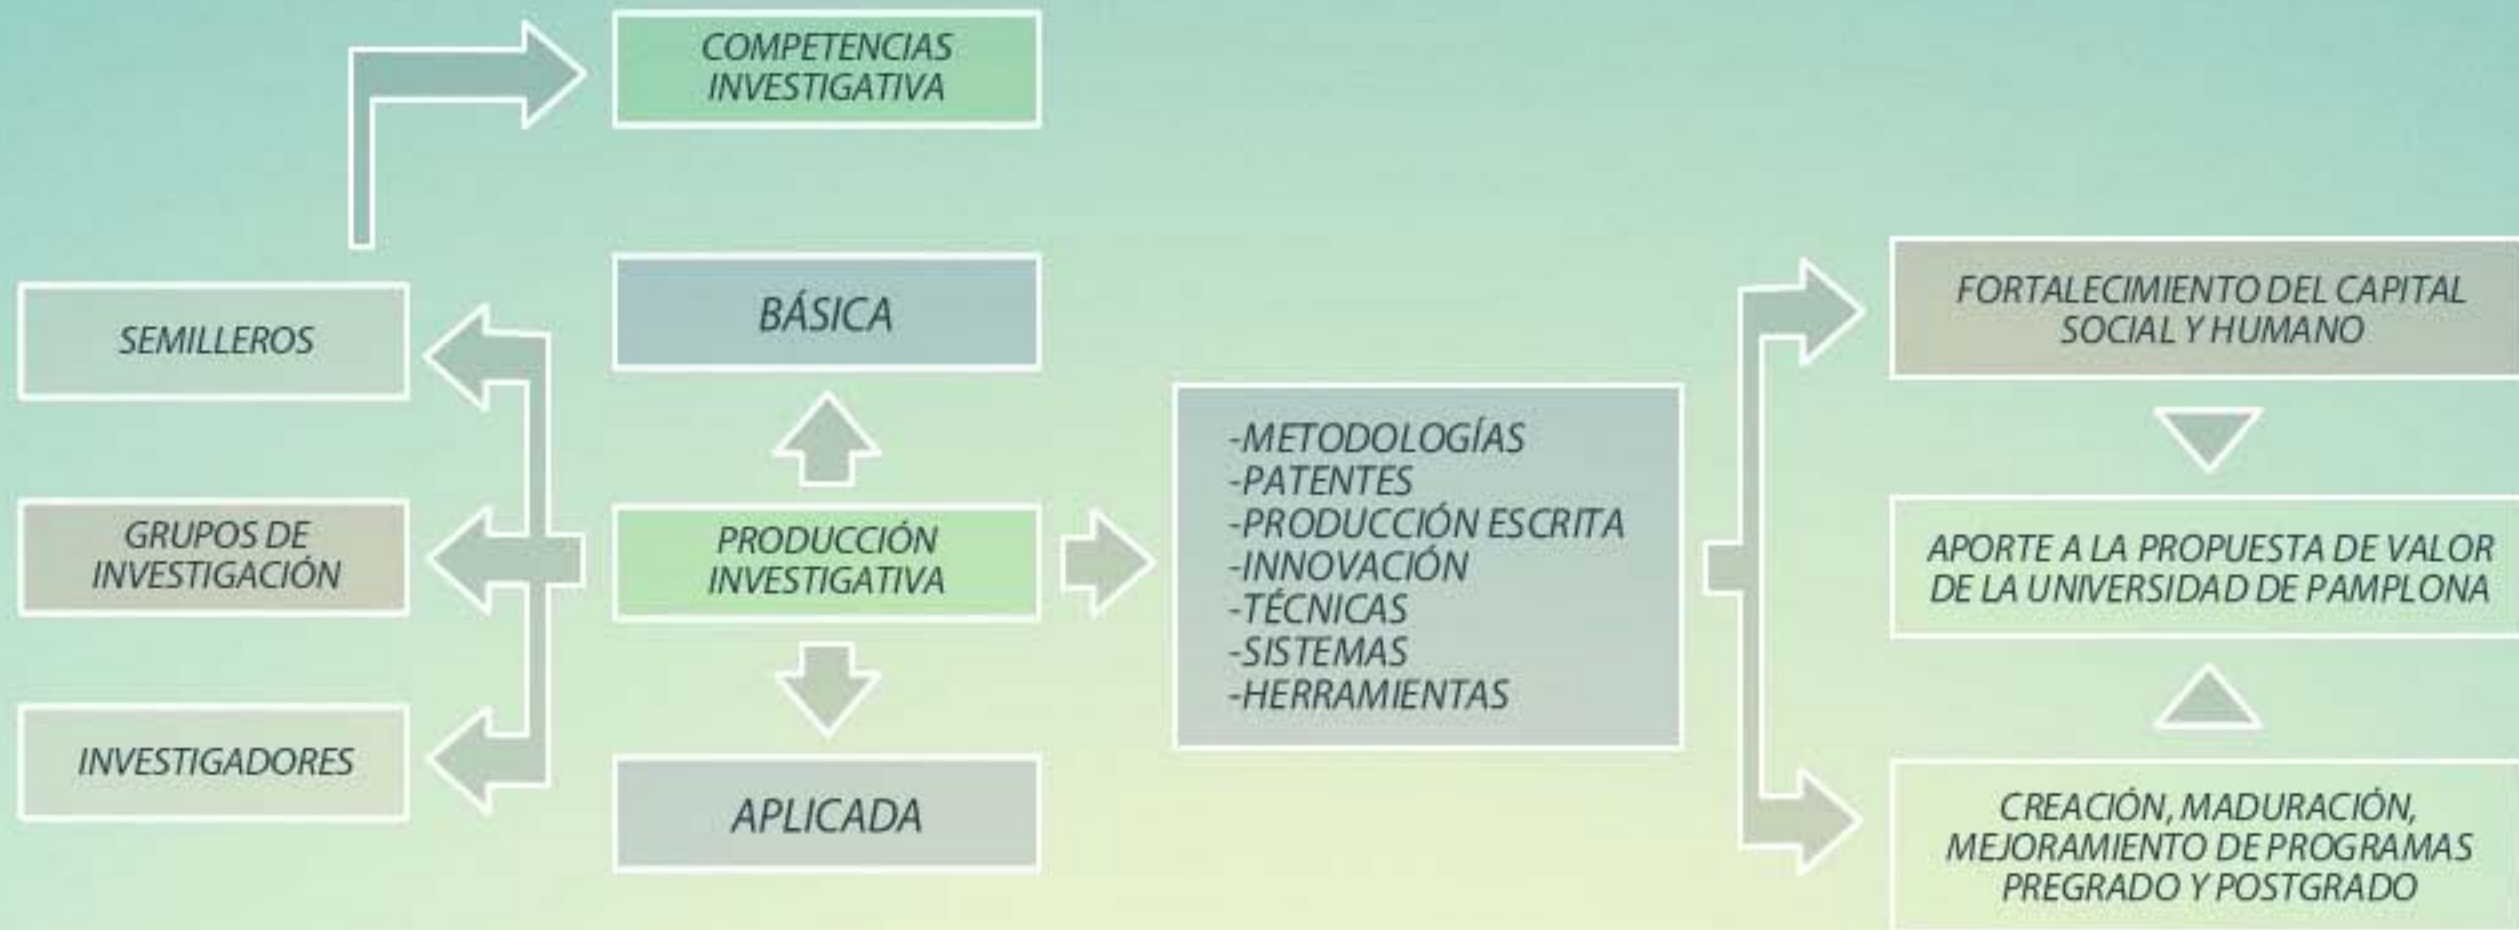 COMPETENCIAS
INVESTIGATIVA
SEMILLEROS
GRUPOS DE
INVESTIGACIÓN
INVESTIGADORES
BÁSICA
PRODUCCIÓN
INVESTIGATIVA
APLICADA
-METODOLOGÍAS
-PATENTES
-PRODUCCIÓN ESCRITA
-INNOVACIÓN
-TÉCNICAS
-SISTEMAS
-HERRAMIENTAS
FORTALECIMIENTO DEL CAPITAL
SOCIAL Y HUMANO
APORTE A LA PROPUESTA DE VALOR
DE LA UNIVERSIDAD DE PAMPLONA
CREACIÓN, MADURACIÓN,
MEJORAMIENTO DE PROGRAMAS
PREGRADO Y POSTGRADO